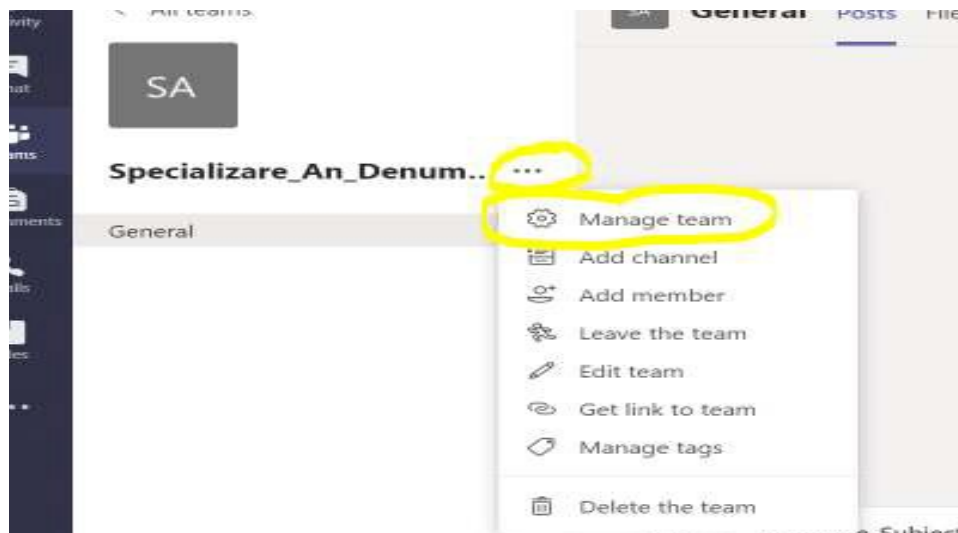 All teams
SA
Specializare_An_Denum.. ...
General
General Posts
Manage team
Add channel
Add member
Leave the team
Edit team
Get link to team
Manage tags
Delete the team